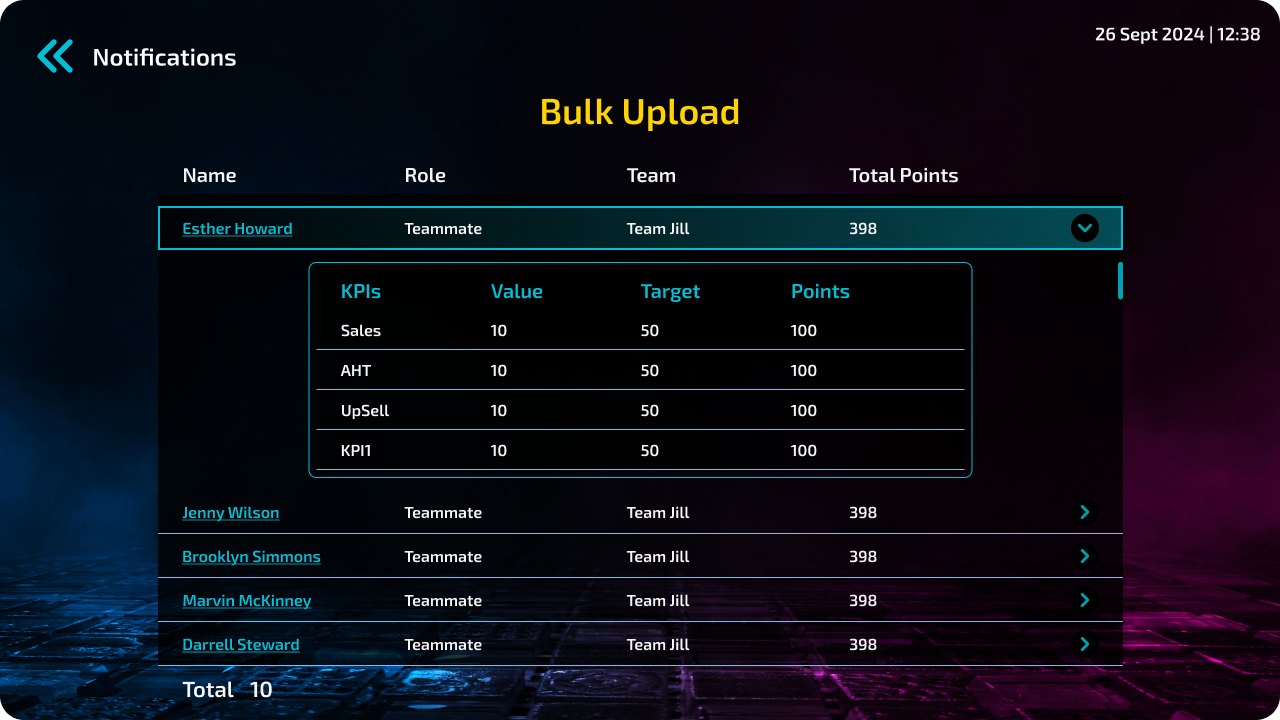 Notifications
26 Sept 2024 | 12:38
Bulk Upload
Name Role Team Total Points
Esther Howard Teammate Team Jill 398
KPIs Value Target Points
Sales 10 50 100
AHT 10 50 100
UpSell 10 50 100
KPI1 10 50 100
Jenny Wilson Teammate Team Jill 398
Brooklyn Simmons Teammate Team Jill 398
Marvin McKinney Teammate Team Jill 398
Darrell Steward Teammate Team Jill 398
Total 10